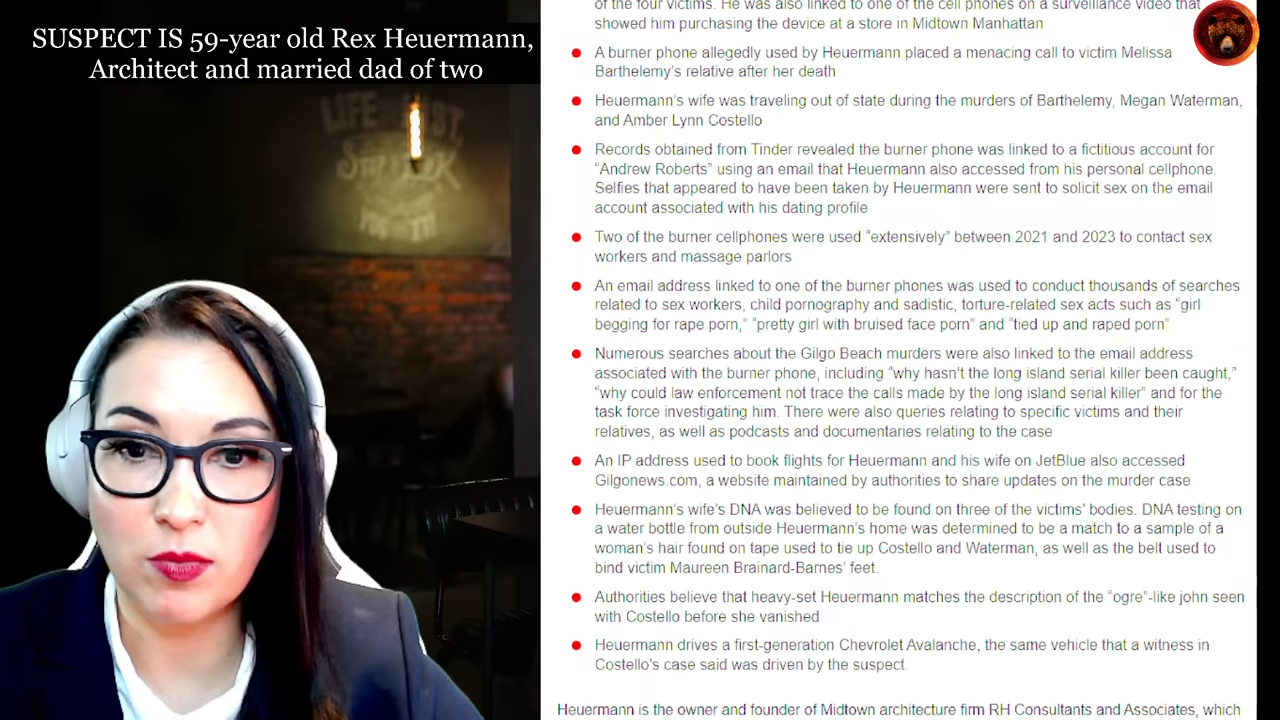 SUSPECT IS 59-year old Rex Heuermann,
Architect and married dad of two
of the four victims. He was also linked to one of the cell phones on a surveillance video that
showed him purchasing the device at a store in Midtown Manhattan
A burner phone allegedly used by Heuermann placed a menacing call to victim Melissa
Barthelemy's relative after her death
Heuermann's wife was traveling out of state during the murders of Barthelemy, Megan Waterman,
and Amber Lynn Costello
Records obtained from Tinder revealed the burner phone was linked to a fictitious account for
“Andrew Roberts” using an email that Heuermann also accessed from his personal cellphone.
Selfies that appeared to have been taken by Heuermann were sent to solicit sex on the email
account associated with his dating profile
Two of the burner cellphones were used “extensively” between 2021 and 2023 to contact sex
workers and massage parlors
An email address linked to one of the burner phones was used to conduct thousands of searches
related to sex workers, child pornography and sadistic, torture-related sex acts such as “girl
begging for rape porn,” “pretty girl with bruised face porn” and “tied up and raped porn”
Numerous searches about the Gilgo Beach murders were also linked to the email address
associated with the burner phone, including “why hasn't the long island serial killer been caught,”
“why could law enforcement not trace the calls made by the long island serial killer” and for the
task force investigating him. There were also queries relating to specific victims and their
relatives, as well as podcasts and documentaries relating to the case
An IP address used to book flights for Heuermann and his wife on JetBlue also accessed
Gilgonews.com, a website maintained by authorities to share updates on the murder case
Heuermann's wife's DNA was believed to be found on three of the victims' bodies. DNA testing on
a water bottle from outside Heuermann's home was determined to be a match to a sample of a
woman's hair found on tape used to tie up Costello and Waterman, as well as the belt used to
bind victim Maureen Brainard-Barnes' feet.
Authorities believe that heavy-set Heuermann matches the description of the “ogre”-like john seen
with Costello before she vanished
Heuermann drives a first-generation Chevrolet Avalanche, the same vehicle that a witness in
Costello's case said was driven by the suspect.
Heuermann is the owner and founder of Midtown architecture firm RH Consultants and Associates, which
LIFE